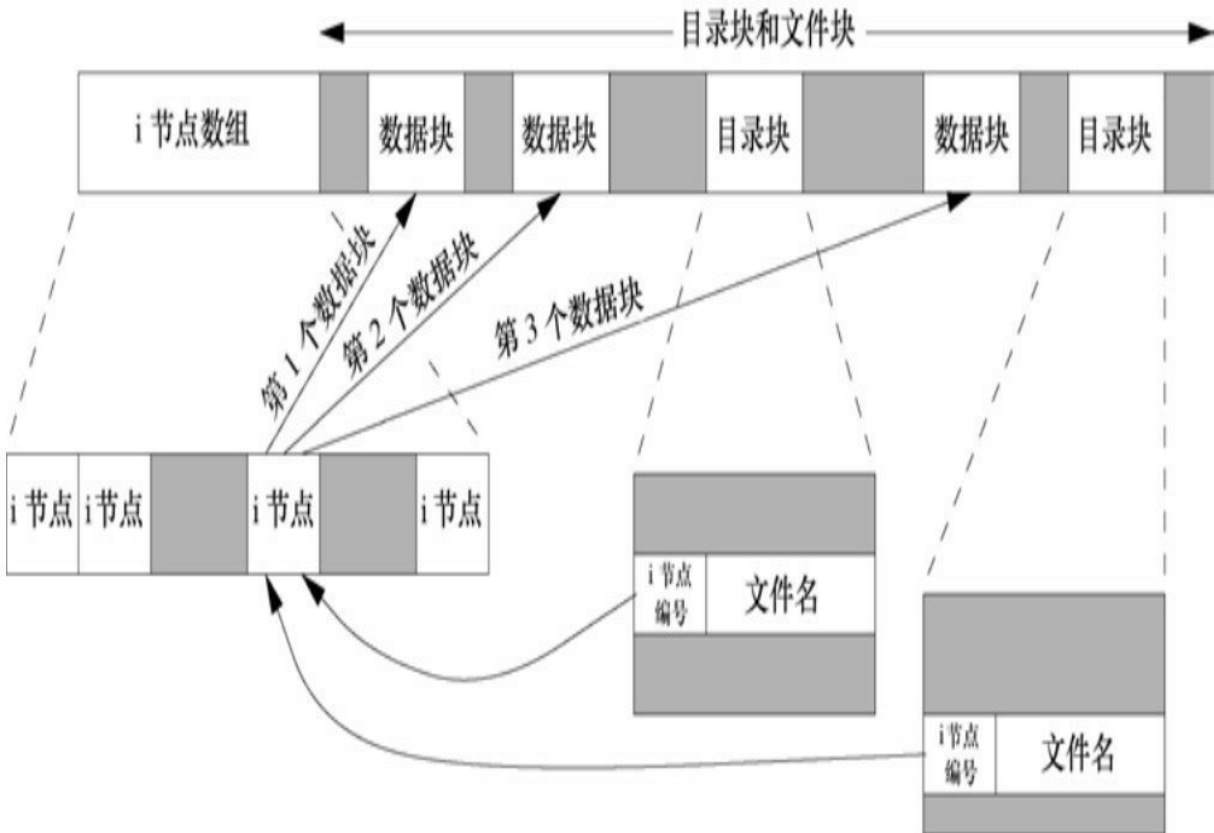 目录块和文件块
i 节点数组
数据块
数据块
目录块
数据块
目录块
第 1 个数据块
第 2 个数据块
第 3 个数据块
i 节点
i 节点
i 节点
i 节点
i 节点
编号
文件名
i 节点
编号
文件名